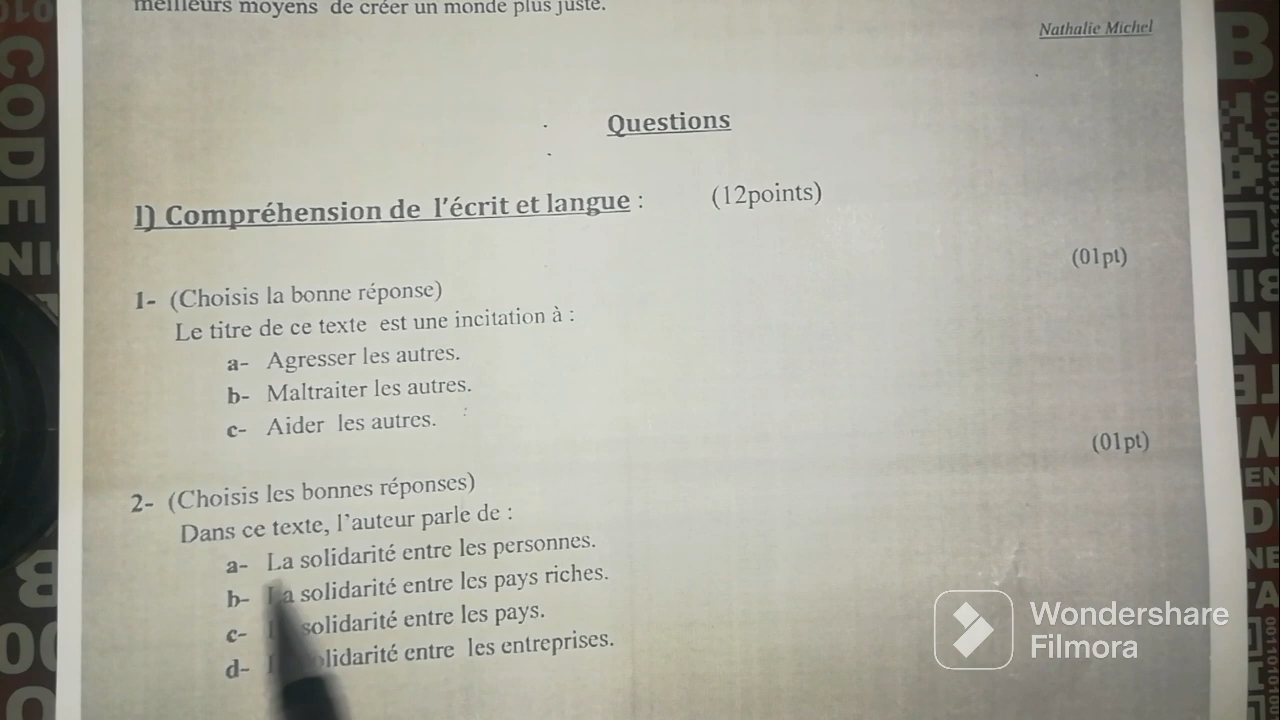 meilleurs moyens de créer un monde plus juste.
Nathalie Michel
Questions
I) Compréhension de l'écrit et langue : (12points)
(01pt)
1- (Choisis la bonne réponse)
Le titre de ce texte est une incitation à :
a- Agresser les autres.
b- Maltraiter les autres.
c- Aider les autres.
(01pt)
2- (Choisis les bonnes réponses)
Dans ce texte, l'auteur parle de :
a- La solidarité entre les personnes.
b- La solidarité entre les pays riches.
c- solidarité entre les pays.
d- solidarité entre les entreprises.
Wondershare
Filmora
CODE